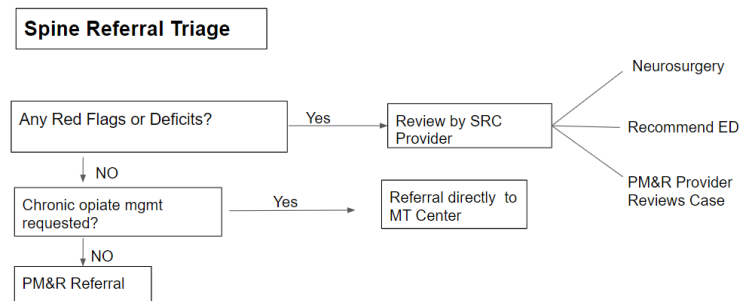 Spine Referral Triage
Neurosurgery
Any Red Flags or Deficits?
Yes
Review by SRC
Provider
Recommend ED
NO
PM&R Provider
Reviews Case
Chronic opiate mgmt
requested?
Yes
Referral directly to
MT Center
NO
PM&R Referral